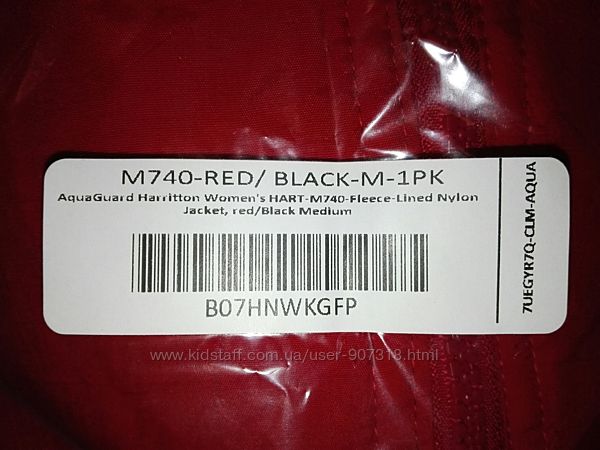 M740-RED/ BLACK-M-1PK
AquaGuard Harritton Women's HART-M740-Fleece-Lined Nylon
Jacket, red/Black Medium
B07HNWKGFP
7UEGYR7Q-CLM-AQUA
www.kidstaff.com.ua/user-907318.html